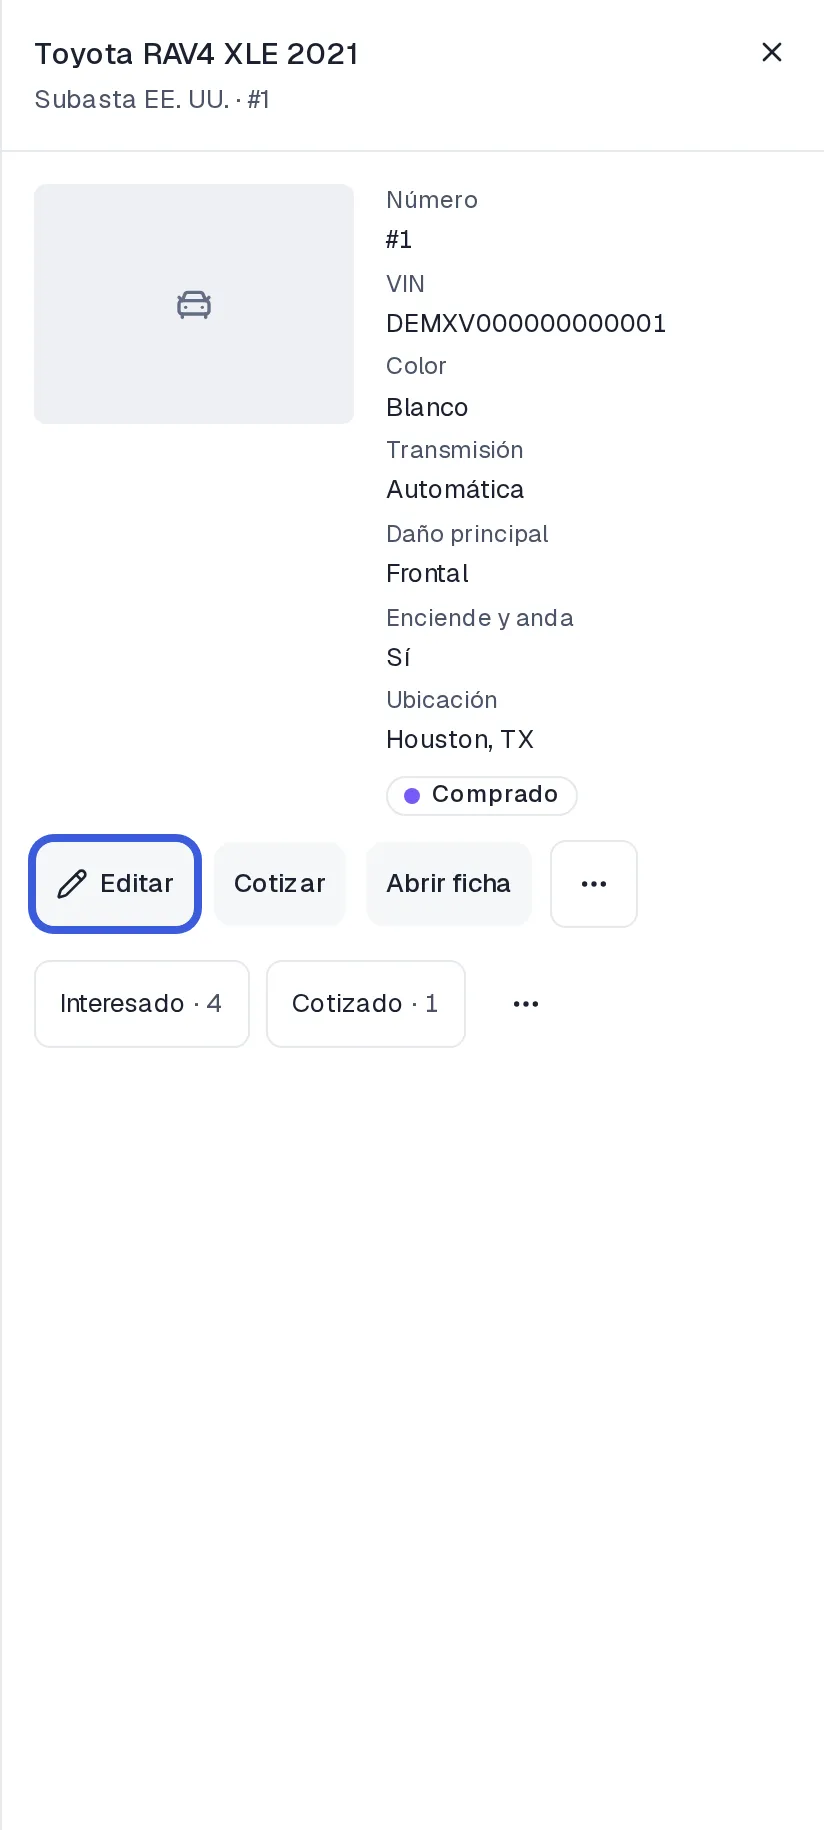 Toyota RAV4 XLE 2021
Subasta EE. UU. · #1
Número
#1
VIN
DEMXV000000000001
Color
Blanco
Transmisión
Automática
Daño principal
Frontal
Enciende y anda
Sí
Ubicación
Houston, TX
Comprado
Editar
Cotizar
Abrir ficha
Interesado · 4
Cotizado · 1